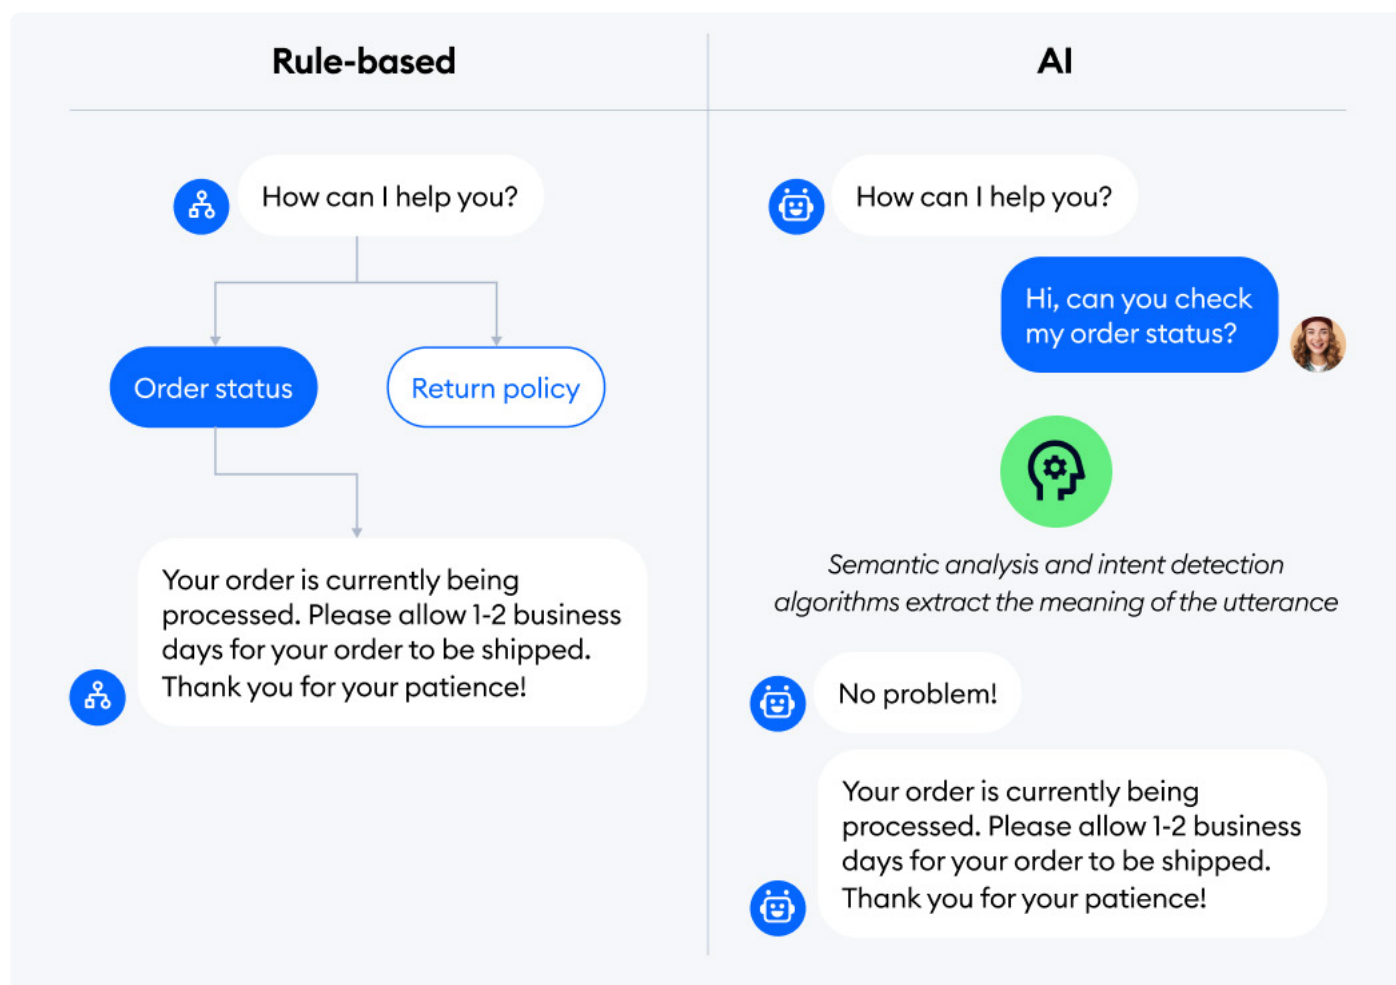 Rule-based
How can I help you?
Order status
Return policy
Your order is currently being
processed. Please allow 1-2 business
days for your order to be shipped.
Thank you for your patience!
AI
How can I help you?
Hi, can you check
my order status?
Semantic analysis and intent detection
algorithms extract the meaning of the utterance
No problem!
Your order is currently being
processed. Please allow 1-2 business
days for your order to be shipped.
Thank you for your patience!